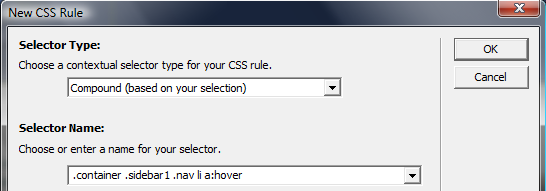 New CSS Rule
Selector Type:
OK
Choose a contextual selector type for your CSS rule.
Compound (based on your selection)
Cancel
Selector Name:
Choose or enter a name for your selector.
.container .sidebar1 .nav li a:hover